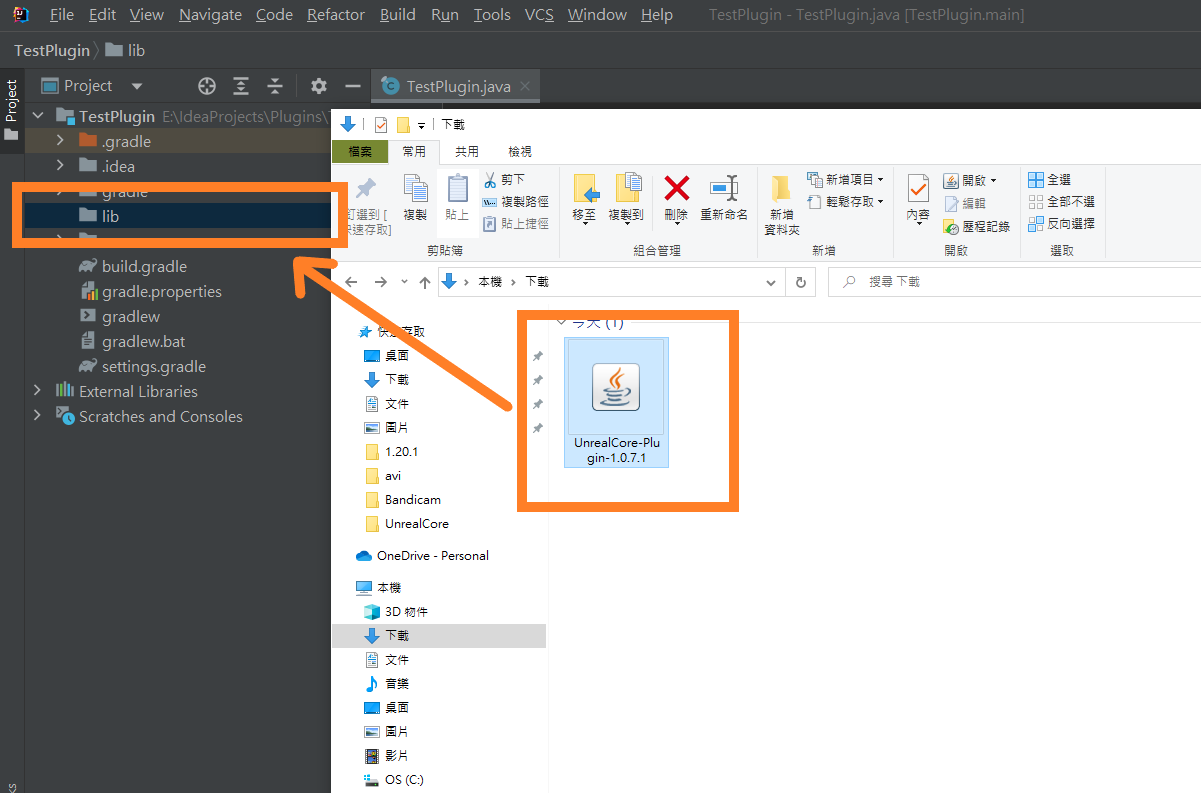 File Edit View Navigate Code Refactor Build Run Tools VCS Window Help TestPlugin - TestPlugin.java [TestPlugin.main]
TestPlugin lib
Project
Project
TestPlugin.java
TestPlugin E:\IdeaProjects\Plugins\
.gradle
.idea
gradle
lib
build.gradle
gradle.properties
gradlew
gradlew.bat
settings.gradle
External Libraries
Scratches and Consoles
下載
檔案 常用 共用 檢視
釘選到 [
快速存取]
複製
貼上
剪下
複製路徑
貼上捷徑
剪貼簿
移至
複製到
刪除
重新命名
組合管理
新增
資料夾
新增項目
輕鬆存取
新增
內容
開啟
編輯
歷程記錄
開啟
全選
全部不選
反向選擇
選取
本機 下載
搜尋 下載
快速存取
桌面
下載
文件
圖片
1.20.1
avi
Bandicam
UnrealCore
OneDrive - Personal
本機
3D 物件
下載
文件
音樂
桌面
圖片
影片
OS (C:)
今天 (1)
UnrealCore-Plu
gin-1.0.7.1